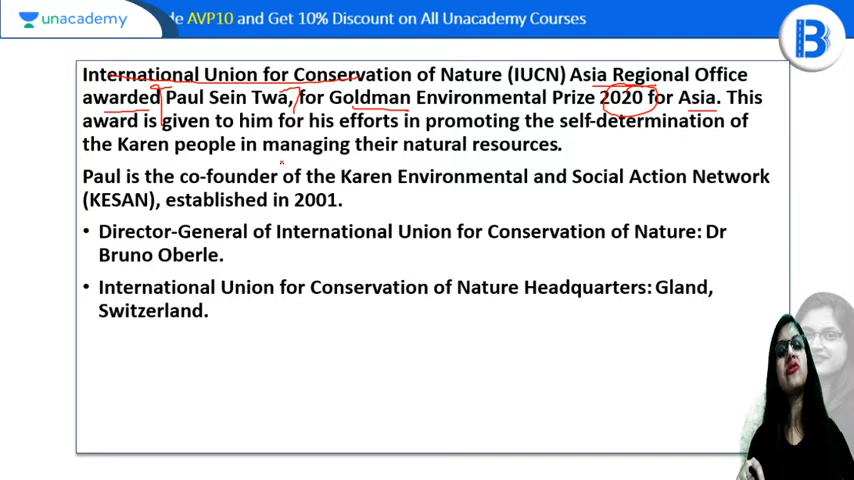 unacademy
de AVP10 and Get 10% Discount on All Unacademy Courses
B
International Union for Conservation of Nature (IUCN) Asia Regional Office
awarded Paul Sein Twa, for Goldman Environmental Prize 2020 for Asia. This
award is given to him for his efforts in promoting the self-determination of
the Karen people in managing their natural resources.
Paul is the co-founder of the Karen Environmental and Social Action Network
(KESAN), established in 2001.
• Director-General of International Union for Conservation of Nature: Dr
Bruno Oberle.
• International Union for Conservation of Nature Headquarters: Gland,
Switzerland.